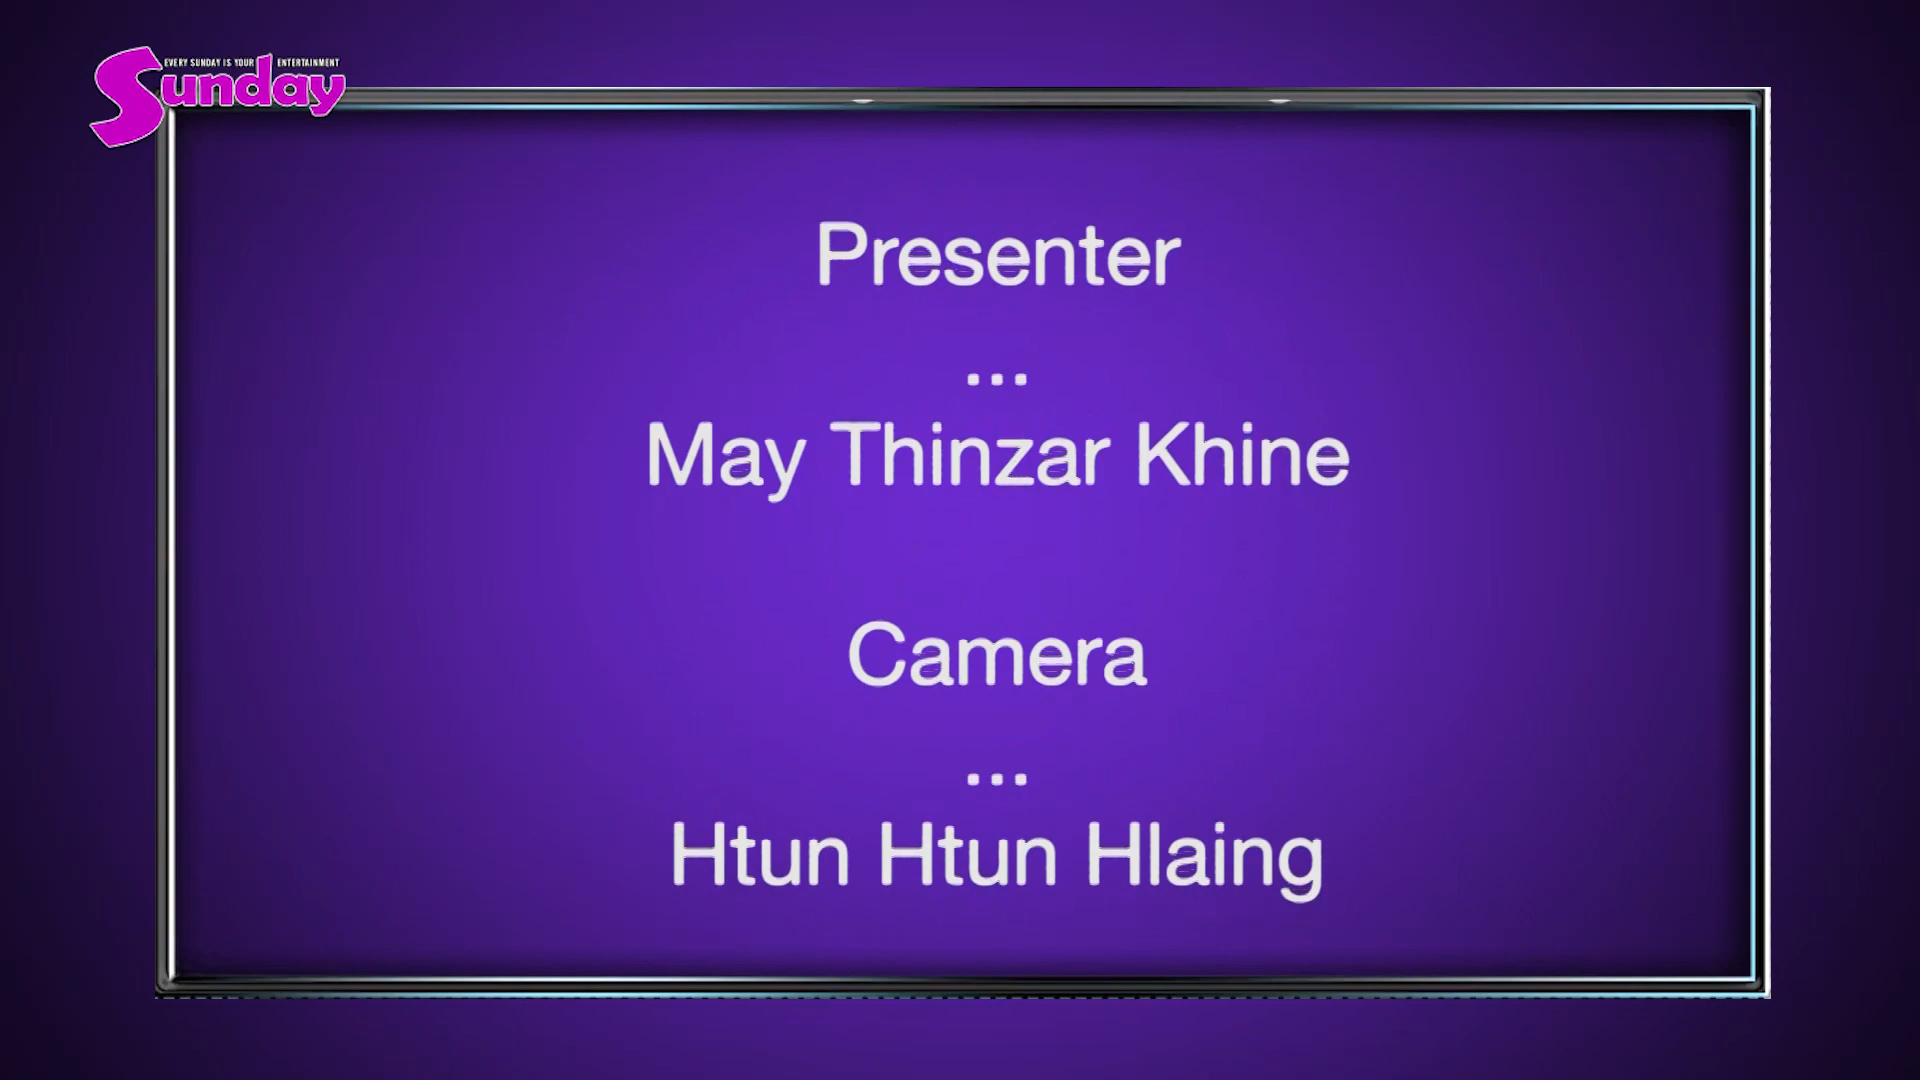 EVERY SUNDAY IS YOUR ENTERTAINMENT
Sunday
Presenter
...
May Thinzar Khine
Camera
...
Htun Htun Hlaing